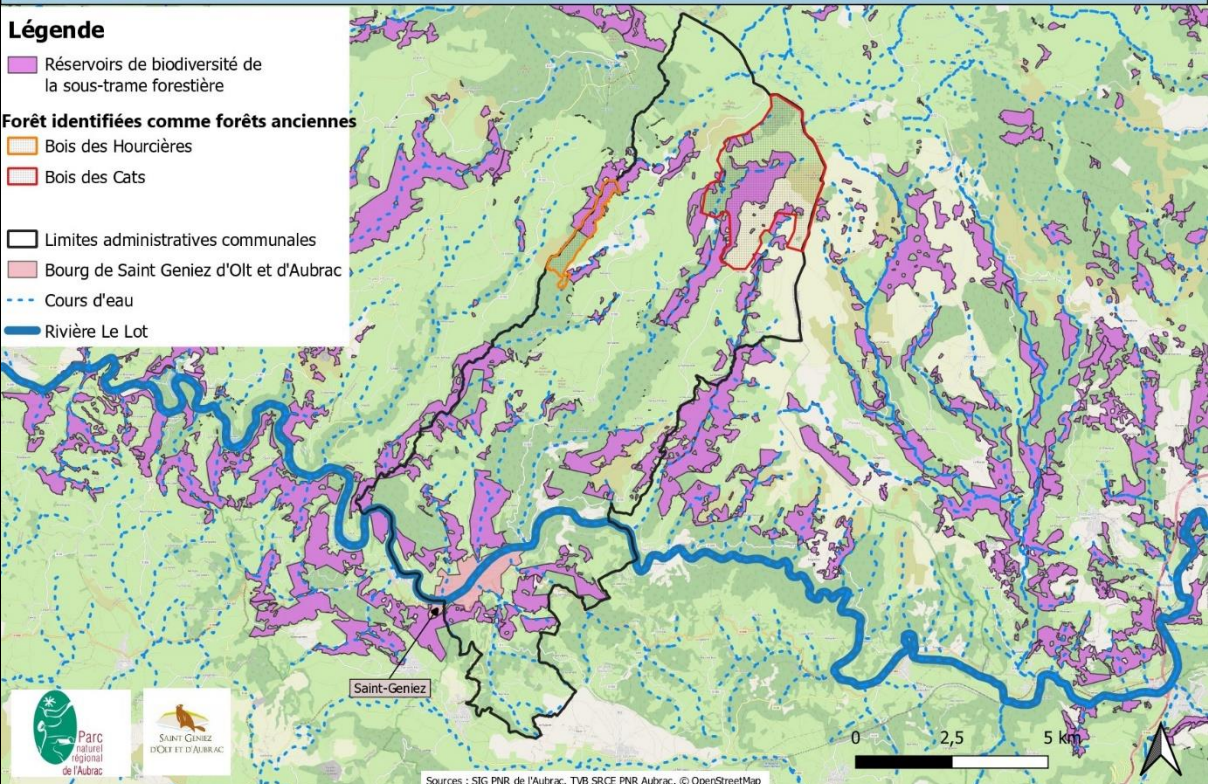 Légende
Réservoirs de biodiversité de
la sous-trame forestière
Forêt identifiées comme forêts anciennes
Bois des Hourcières
Bois des Cats
Limites administratives communales
Bourg de Saint Geniez d'Olt et d'Aubrac
Cours d'eau
Rivière Le Lot
Saint-Geniez
Parc
naturel
régional
de l'Aubrac
SAINT GENIEZ
D'OLT ET D'AUBRAC
0 2,5 5 km
Sources : SIG PNR de l'Aubrac, TVB SRCE PNR Aubrac, © OpenStreetMap